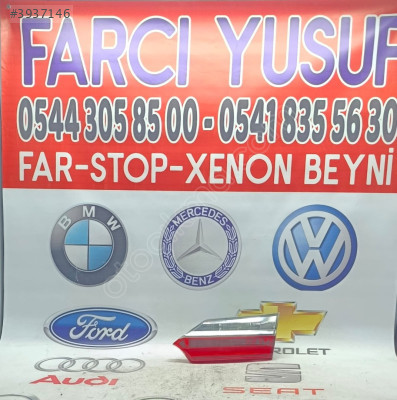 #3937146
FARCI YUSUF
0544 305 85 00 - 0541 835 56 30
FAR-STOP-XENON BEYNİ
BMW
MERCEDES
BENZ
Ford
ROLET
Audi
SEAT